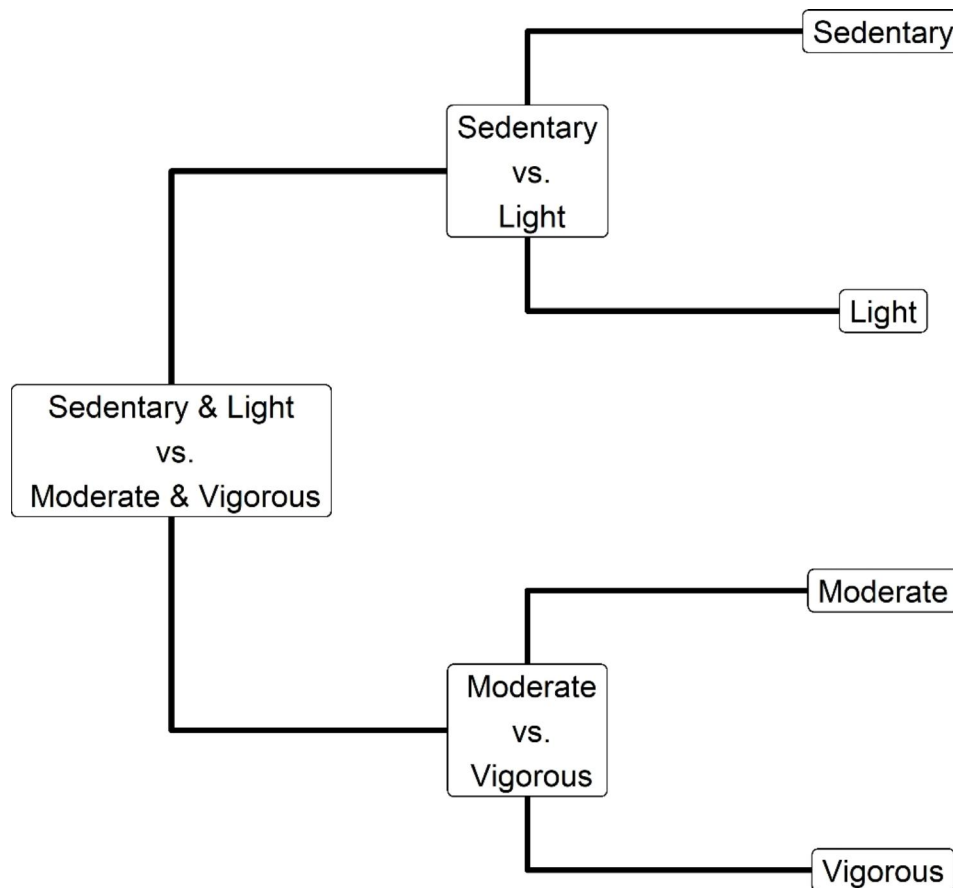 Sedentary
Sedentary
vs.
Light
Light
Sedentary & Light
vs.
Moderate & Vigorous
Moderate
Moderate
vs.
Vigorous
Vigorous